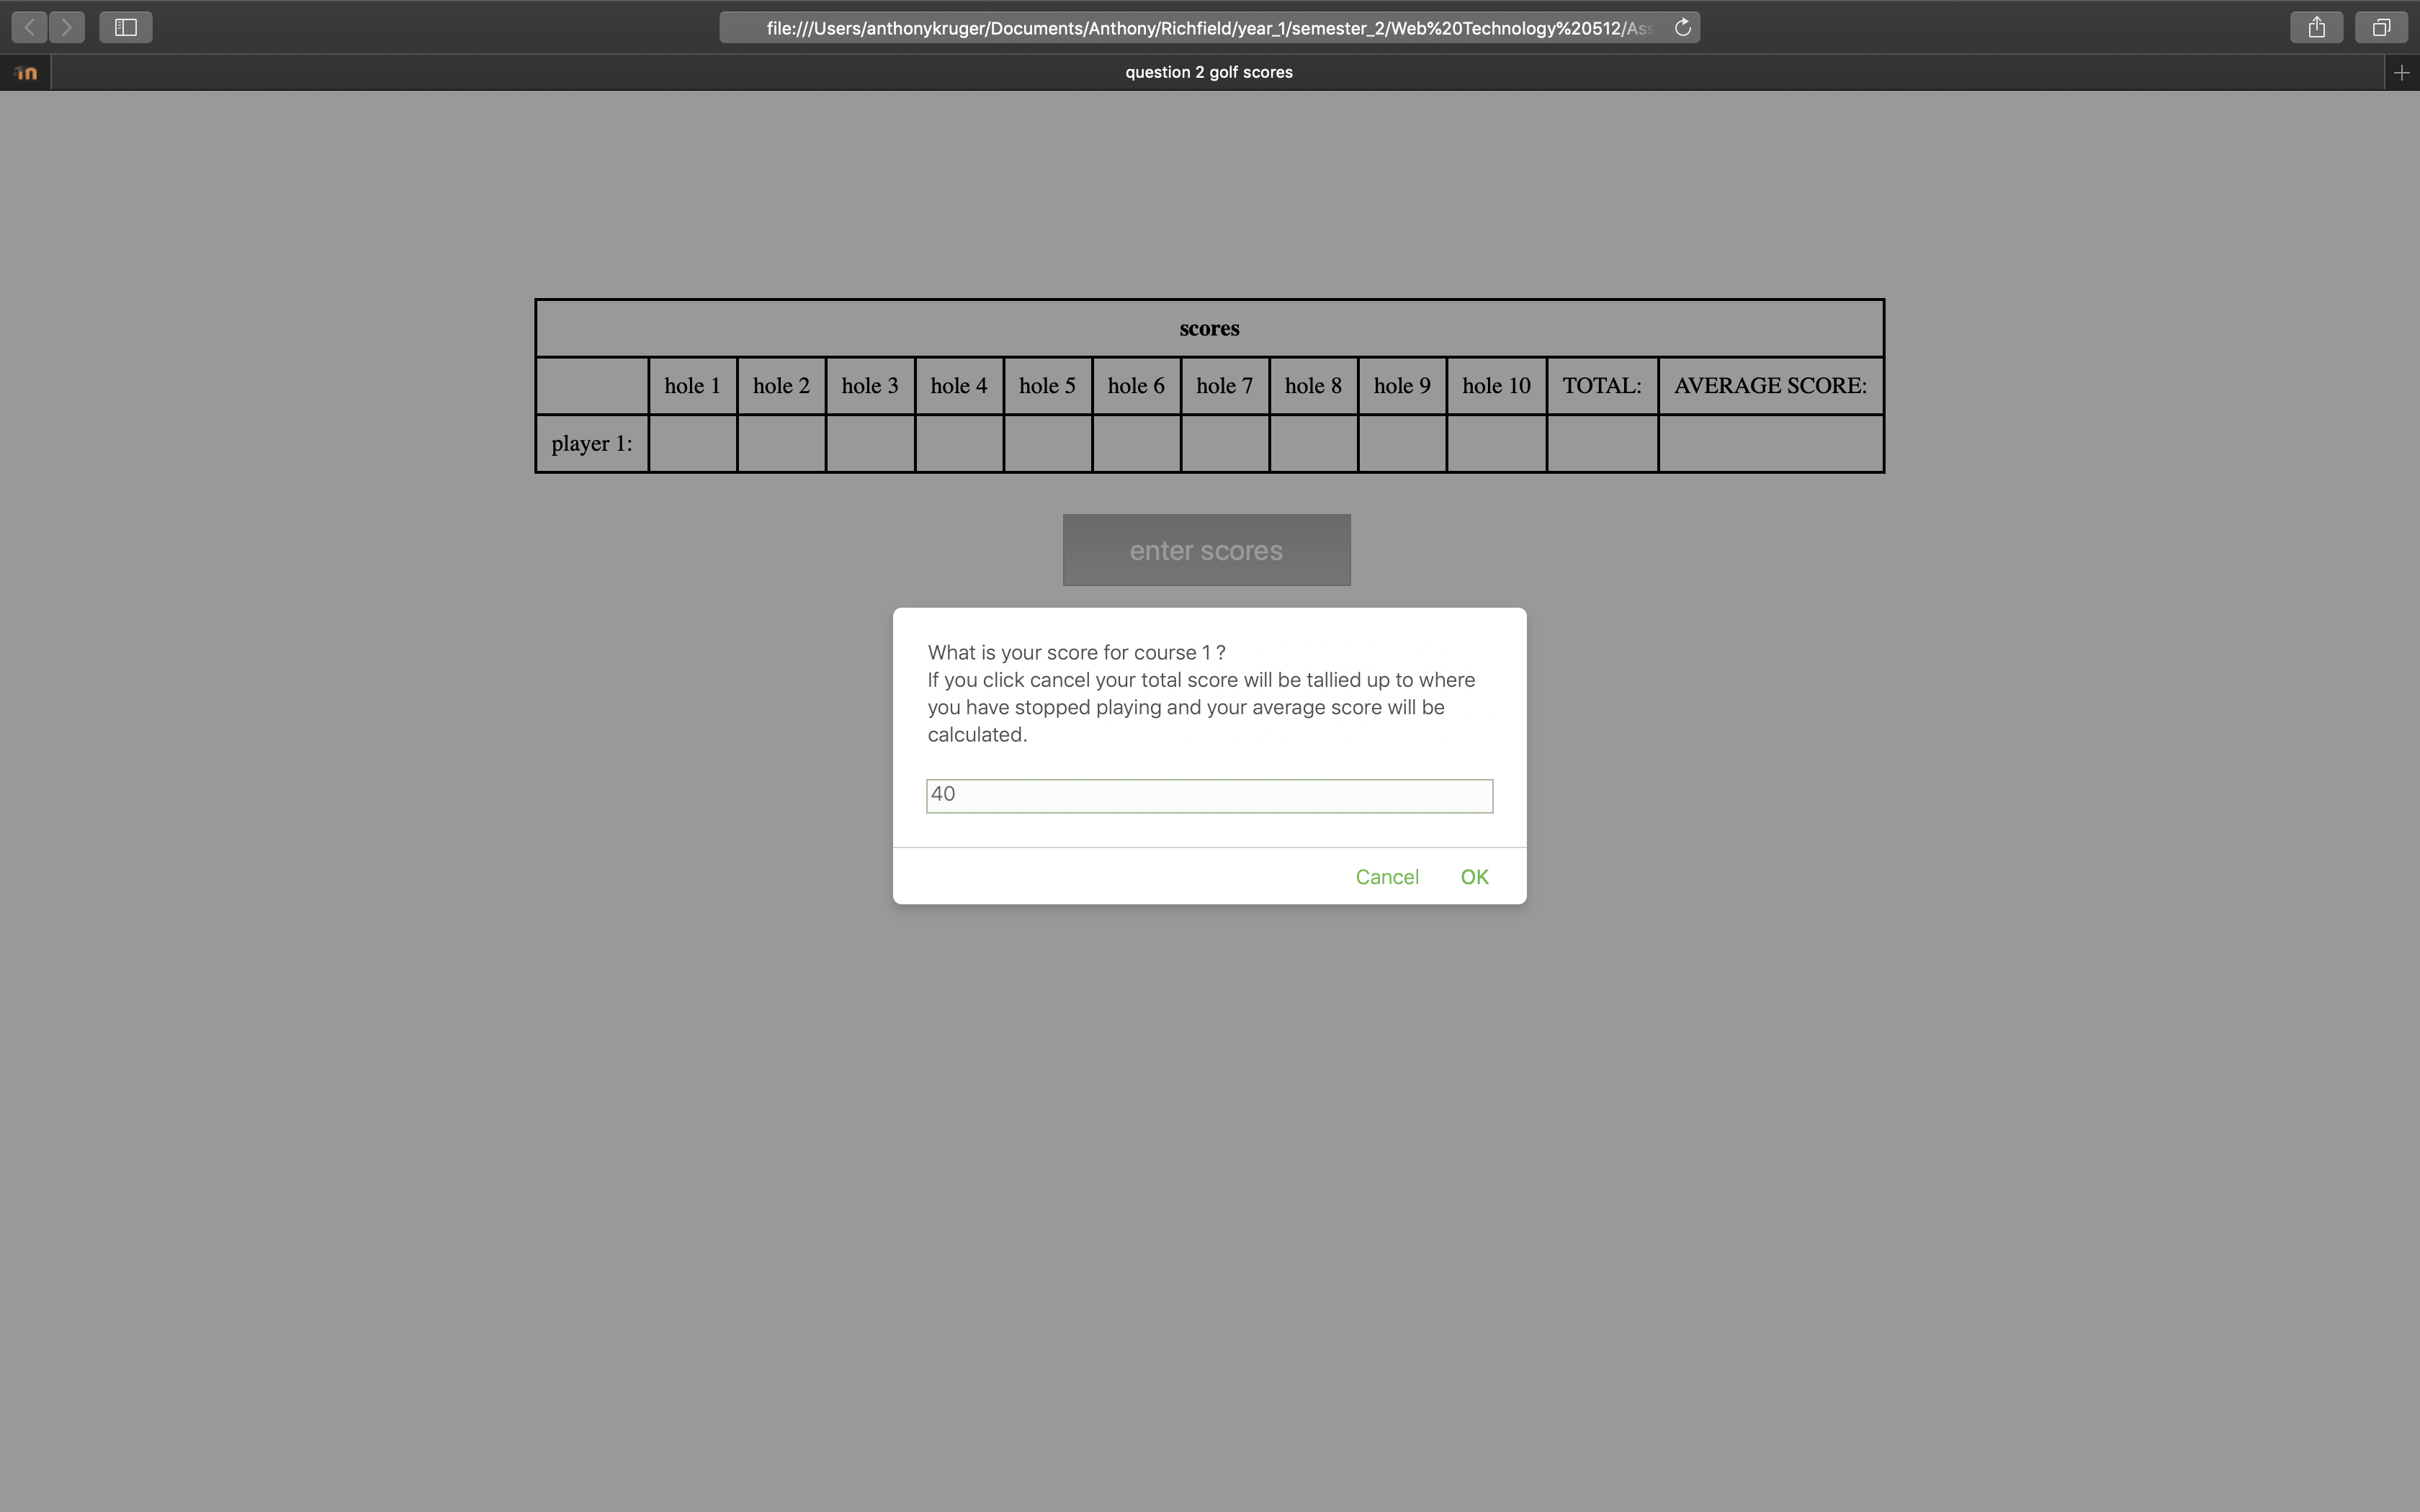 file:///Users/anthonykruger/Documents/Anthony/Richfield/year_1/semester_2/Web%20Technology%20512/Ass
question 2 golf scores
scores
hole 1 hole 2 hole 3 hole 4 hole 5 hole 6 hole 7 hole 8 hole 9 hole 10 TOTAL: AVERAGE SCORE:
player 1:
enter scores
What is your score for course 1 ?
If you click cancel your total score will be tallied up to where
you have stopped playing and your average score will be
calculated.
40
Cancel OK